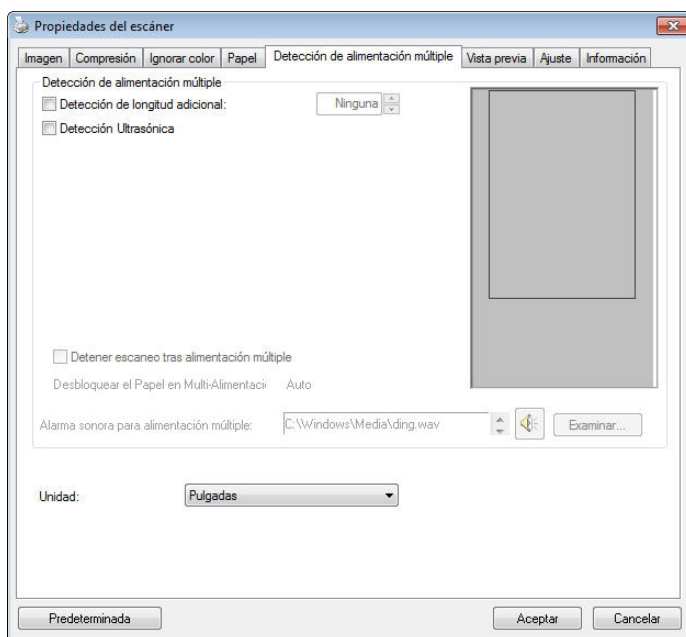 Propiedades del escáner
Imagen Compresión Ignorar color Papel Detección de alimentación múltiple Vista previa Ajuste Información
Detección de alimentación múltiple
Detección de longitud adicional: Ninguna
Detección Ultrasónica
Detener escaneo tras alimentación múltiple
Desbloquear el Papel en Multi-Alimentaci Auto
Alarma sonora para alimentación múltiple: C:\Windows\Media\ding.wav Examinar...
Unidad: Pulgadas
Predeterminada Aceptar Cancelar